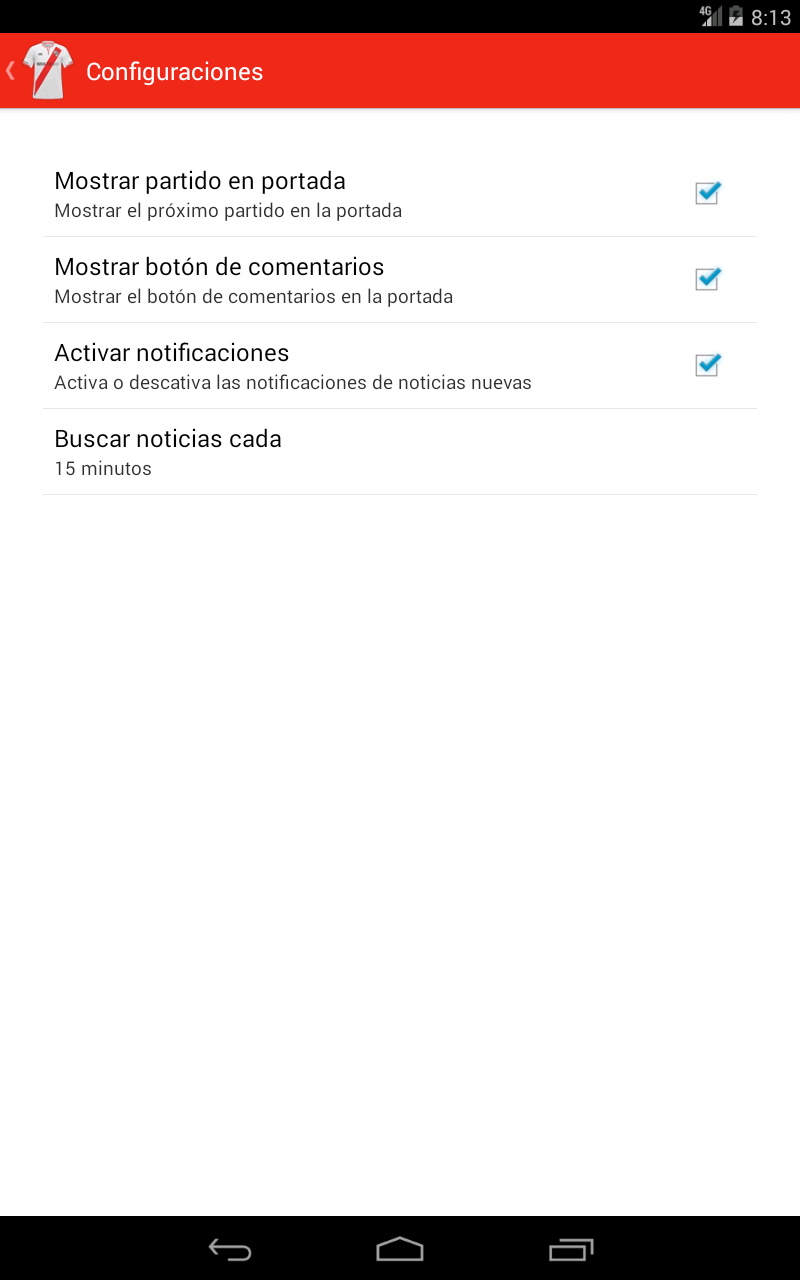 4G 8:13
Configuraciones
Mostrar partido en portada
Mostrar el próximo partido en la portada
Mostrar botón de comentarios
Mostrar el botón de comentarios en la portada
Activar notificaciones
Activa o descativa las notificaciones de noticias nuevas
Buscar noticias cada
15 minutos